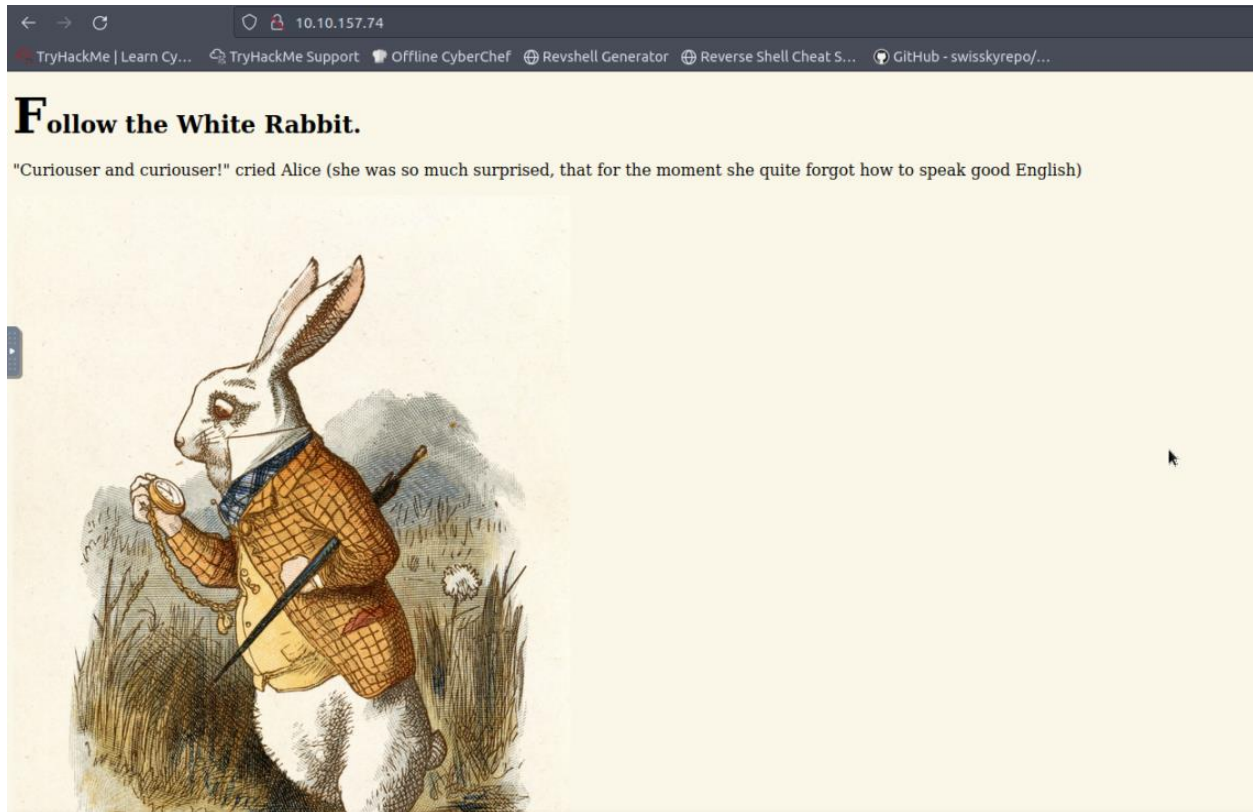 10.10.157.74
TryHackMe | Learn Cy... TryHackMe Support Offline CyberChef Revshell Generator Reverse Shell Cheat S... GitHub - swisskyrepo/...
Follow the White Rabbit.
"Curiouser and curiouser!" cried Alice (she was so much surprised, that for the moment she quite forgot how to speak good English)